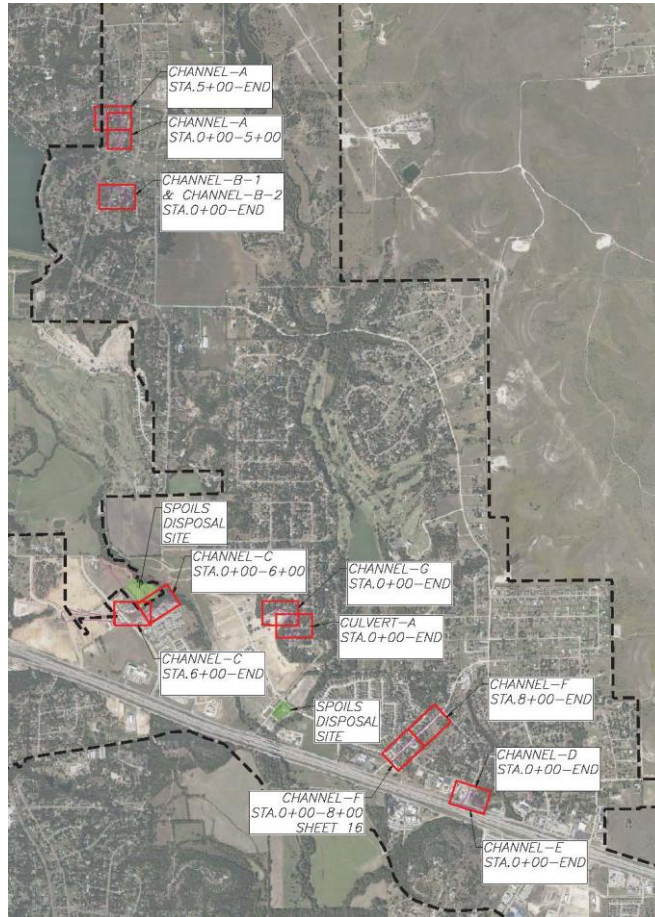 CHANNEL-A
STA.5+00-END
CHANNEL-A
STA.0+00-5+00
CHANNEL-B-1
& CHANNEL-B-2
STA.0+00-END
SPOILS
DISPOSAL
SITE
CHANNEL-C
STA.0+00-6+00
CHANNEL-G
STA.0+00-END
CULVERT-A
STA.0+00-END
CHANNEL-C
STA.6+00-END
SPOILS
DISPOSAL
SITE
CHANNEL-F
STA.8+00-END
CHANNEL-D
STA.0+00-END
CHANNEL-F
STA.0+00-8+00
SHEET 16
CHANNEL-E
STA.0+00-END